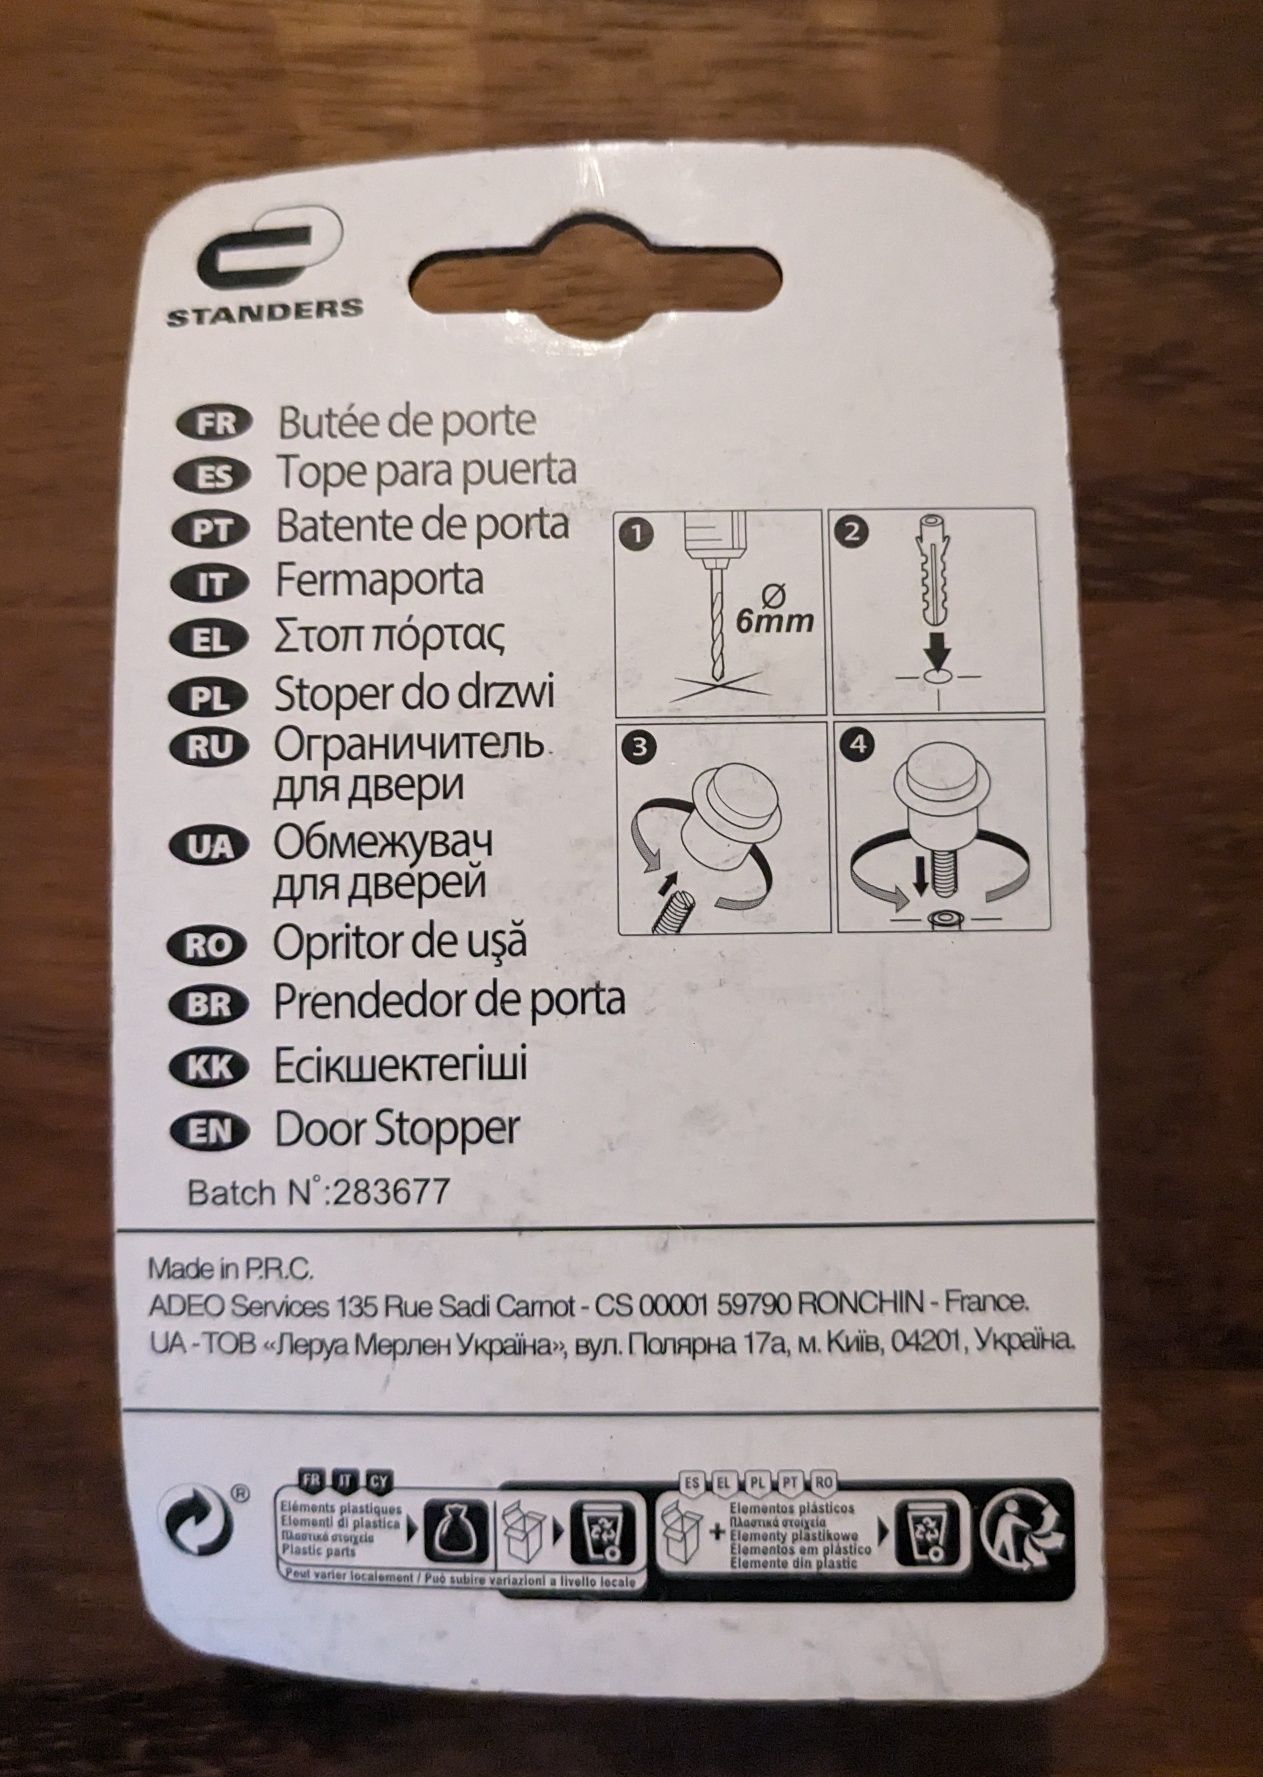 STANDERS
FR Butée de porte
ES Tope para puerta
PT Batente de porta
IT Fermaporta
EL Στοπ πόρτας
PL Stoper do drzwi
RU Ограничитель
для двери
UA Обмежувач
для дверей
RO Opritor de uşă
BR Prendedor de porta
KK Есікшектегіші
EN Door Stopper
Batch N°:283677
1
Ø
6mm
2
3
4
Made in P.R.C.
ADEO Services 135 Rue Sadi Carnot - CS 00001 59790 RONCHIN - France.
UA - ТОВ «Леруа Мерлен Україна», вул. Полярна 17а, м. Київ, 04201, Україна.
®
FR IT CY
Eléments plastiques
Elementi di plastica
Πλαστικά στοιχεία
Plastic parts
Peut varier localement / Può subire variazioni a livello locale
ES EL PL PT RO
+
Elementos plásticos
Πλαστικά στοιχεία
Elementy plastikowe
Elementos em plástico
Elemente din plastic